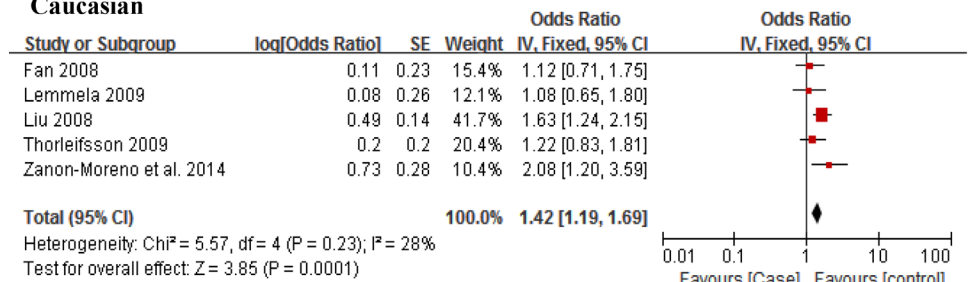 Caucasian
Odds Ratio Odds Ratio
Study or Subgroup log[Odds Ratio] SE Weight IV, Fixed, 95% CI IV, Fixed, 95% CI
Fan 2008 0.11 0.23 15.4% 1.12 [0.71, 1.75]
Lemmela 2009 0.08 0.26 12.1% 1.08 [0.65, 1.80]
Liu 2008 0.49 0.14 41.7% 1.63 [1.24, 2.15]
Thorleifsson 2009 0.2 0.2 20.4% 1.22 [0.83, 1.81]
Zanon-Moreno et al. 2014 0.73 0.28 10.4% 2.08 [1.20, 3.59]
Total (95% CI) 100.0% 1.42 [1.19, 1.69]
Heterogeneity: Chi² = 5.57, df = 4 (P = 0.23); I² = 28%
Test for overall effect: Z = 3.85 (P = 0.0001)
0.01 0.1 1 10 100
Favours [Case] Favours [control]